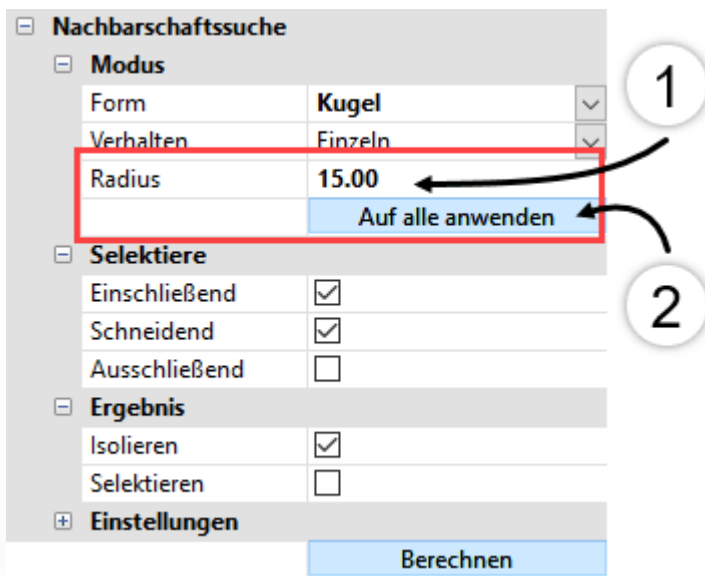 Nachbarschaftssuche
Modus
Form Kugel
1
Verhalten Einzeln
Radius 15.00
Auf alle anwenden
Selektiere
Einschließend
2
Schneidend
Ausschließend
Ergebnis
Isolieren
Selektieren
Einstellungen
Berechnen